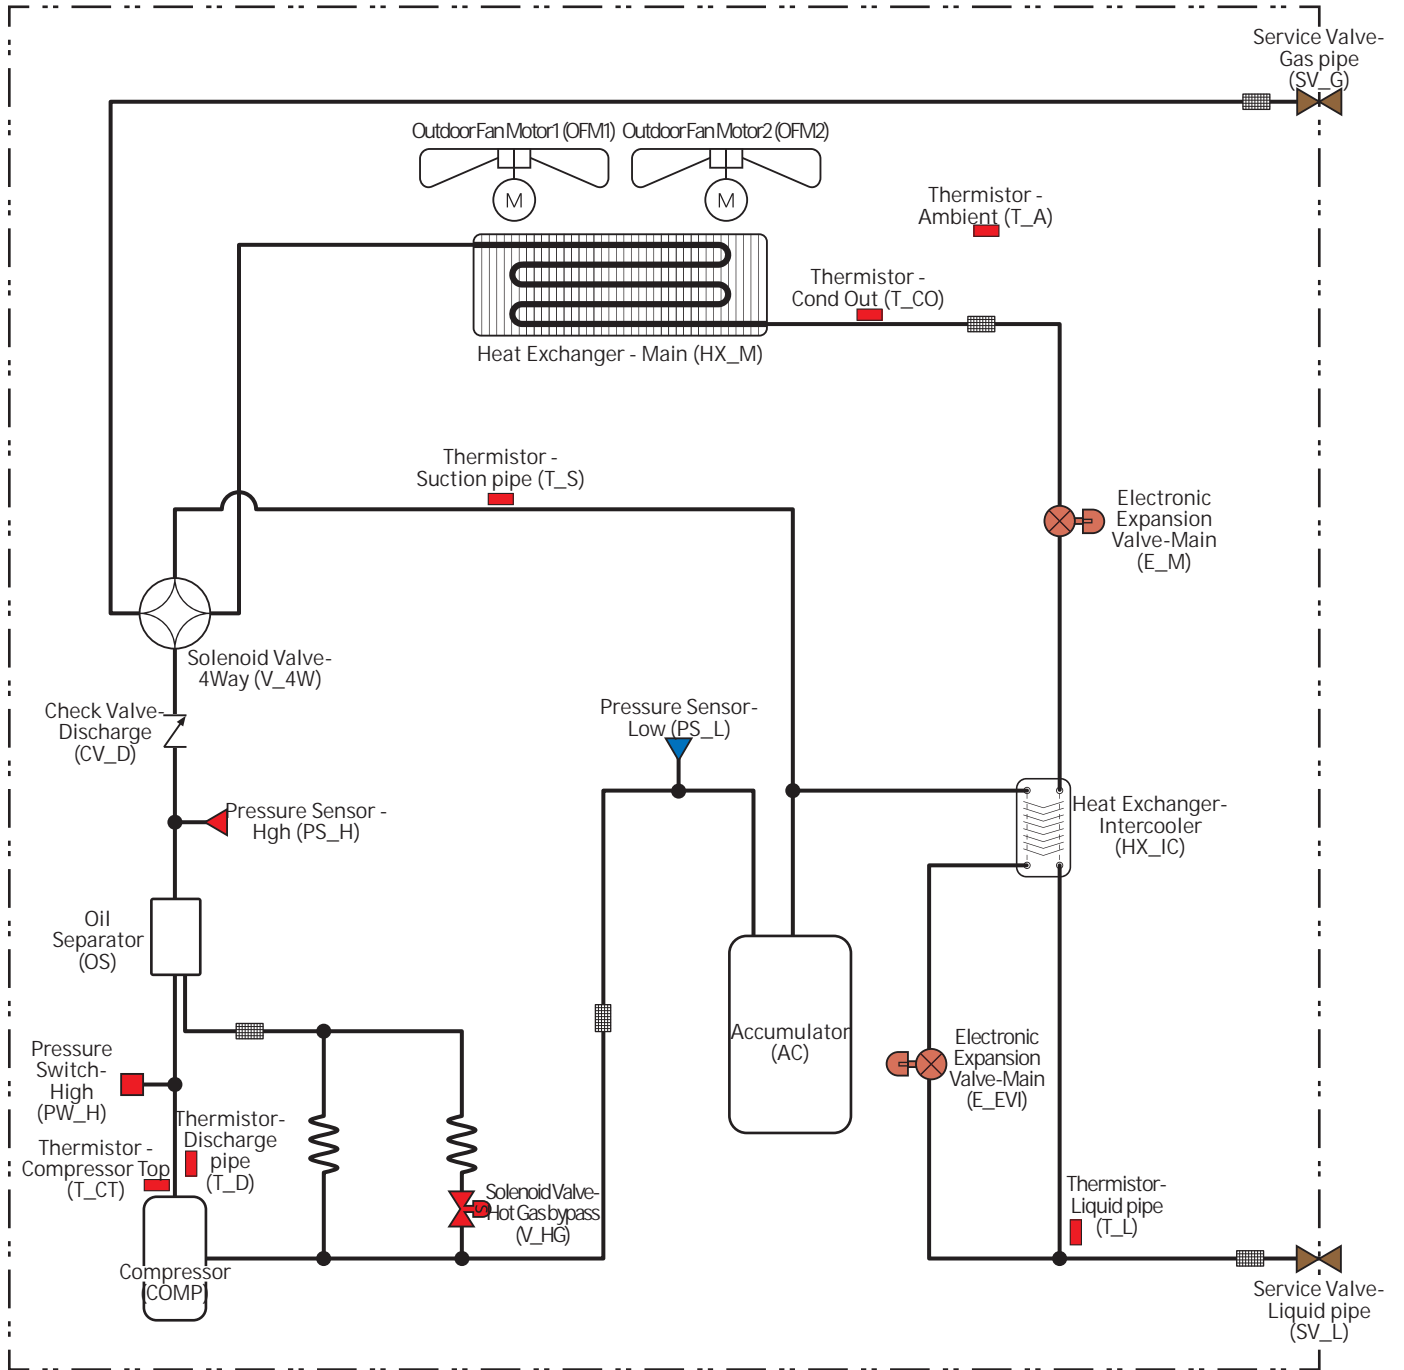 Service Valve-
Gas pipe
(SV_G)
Outdoor Fan Motor1 (OFM1)
Outdoor Fan Motor2 (OFM2)
M
M
Thermistor -
Ambient (T_A)
Thermistor -
Cond Out (T_CO)
Heat Exchanger - Main (HX_M)
Thermistor -
Suction pipe (T_S)
Electronic
Expansion
Valve-Main
(E_M)
Solenoid Valve-
4Way (V_4W)
Check Valve-
Discharge
(CV_D)
Pressure Sensor-
Low (PS_L)
Pressure Sensor -
Hgh (PS_H)
Heat Exchanger-
Intercooler
(HX_IC)
Oil
Separator
(OS)
Accumulator
(AC)
Electronic
Expansion
Valve-Main
(E_EVI)
Pressure
Switch-
High
(PW_H)
Thermistor-
Discharge
pipe
(T_D)
Thermistor -
Compressor Top
(T_CT)
S
Solenoid Valve-
Hot Gas bypass
(V_HG)
Thermistor-
Liquid pipe
(T_L)
Compressor
(COMP)
Service Valve-
Liquid pipe
(SV_L)